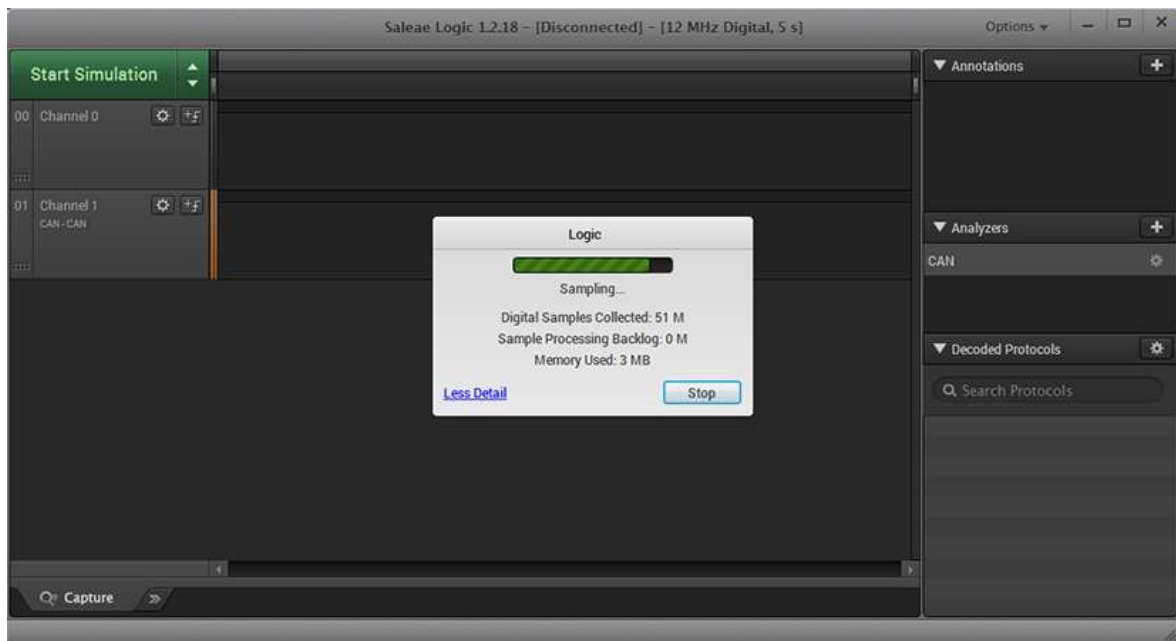 Saleae Logic 1.2.18 - [Disconnected] - [12 MHz Digital, 5 s]
Options
Start Simulation
00 Channel 0
01 Channel 1
CAN - CAN
Logic
Sampling...
Digital Samples Collected: 51 M
Sample Processing Backlog: 0 M
Memory Used: 3 MB
Less Detail
Stop
Annotations
Analyzers
CAN
Decoded Protocols
Search Protocols
Capture